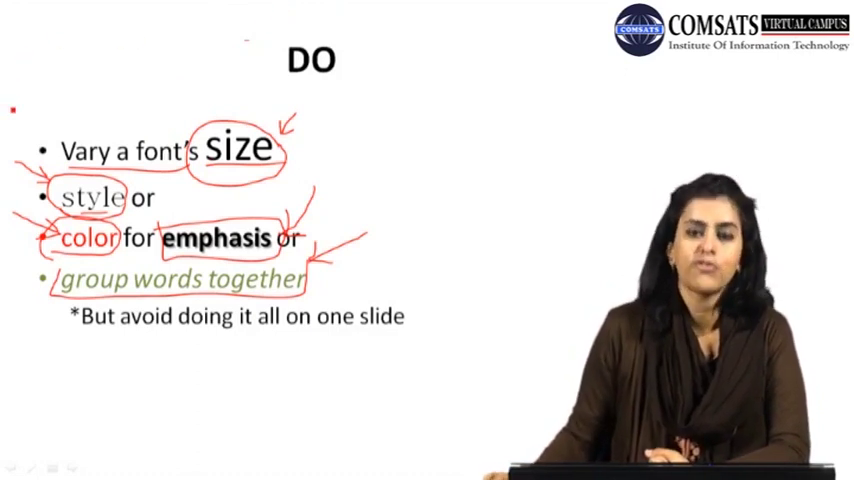 COMSATS VIRTUAL CAMPUS
Institute Of Information Technology
COMSATS
DO
• Vary a font's size
• style or
• color for emphasis or
• group words together
*But avoid doing it all on one slide